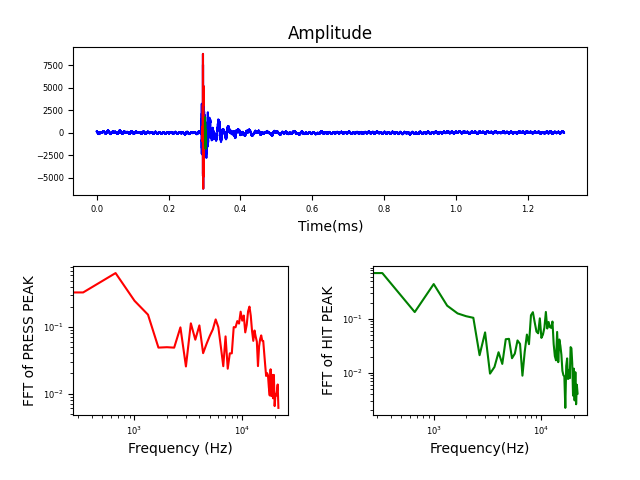 Amplitude
7500
5000
2500
0
−2500
−5000
0.0 0.2 0.4 0.6 0.8 1.0 1.2
Time(ms)
FFT of PRESS PEAK
10⁻¹
10⁻²
10³ 10⁴
Frequency (Hz)
FFT of HIT PEAK
10⁻¹
10⁻²
10³ 10⁴
Frequency(Hz)